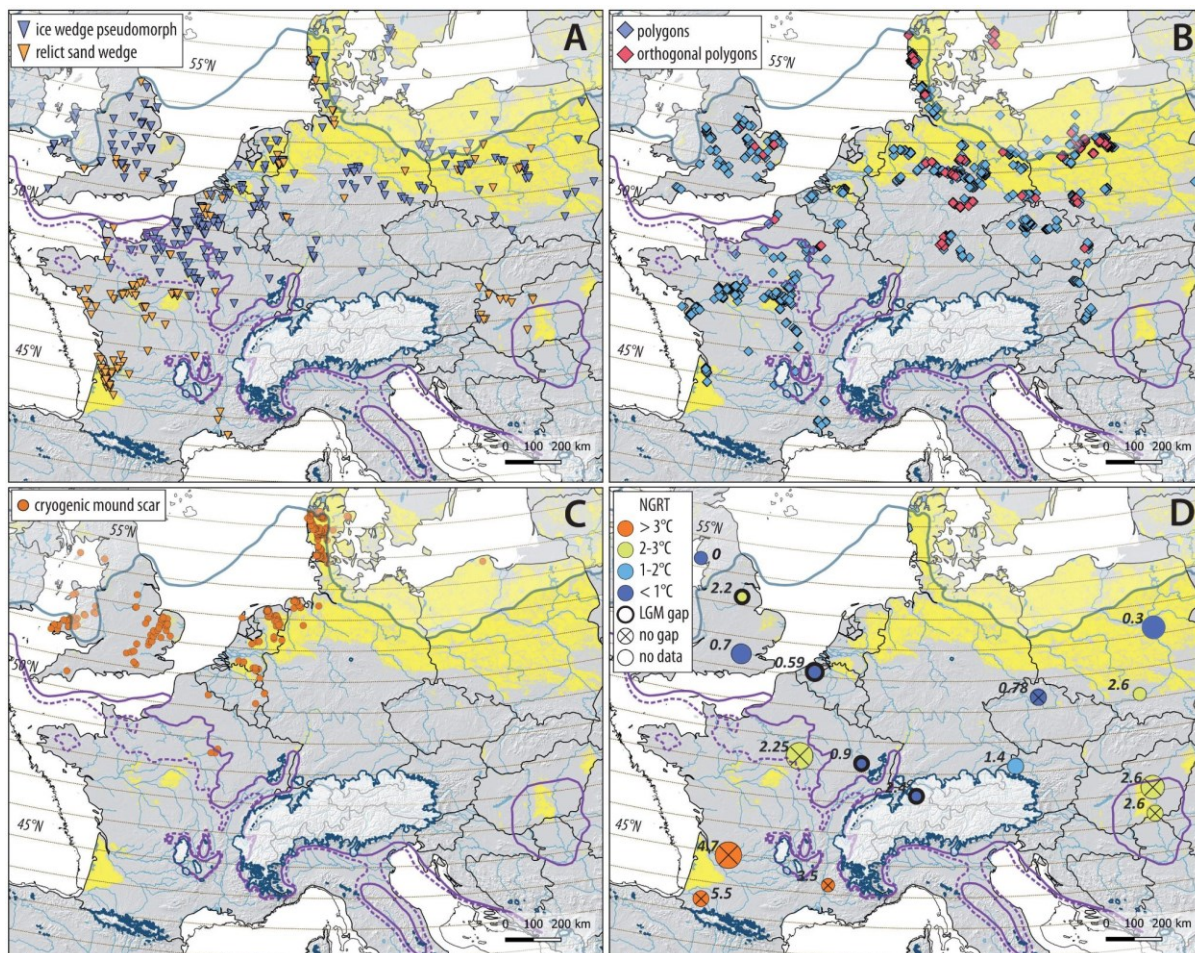 ice wedge pseudomorph
relict sand wedge
A
55°N
50°N
45°N
0 100 200 km
polygons
orthogonal polygons
B
55°N
50°N
45°N
0 100 200 km
cryogenic mound scar
C
55°N
50°N
45°N
0 100 200 km
NGRT
> 3°C
2-3°C
1-2°C
< 1°C
LGM gap
no gap
no data
D
55°N
0
2.2
0.3
0.7
50°N
0.59
0.78
2.6
2.25
0.9
1.4
2.6
2.6
45°N
4.7
3.5
5.5
0 100 200 km